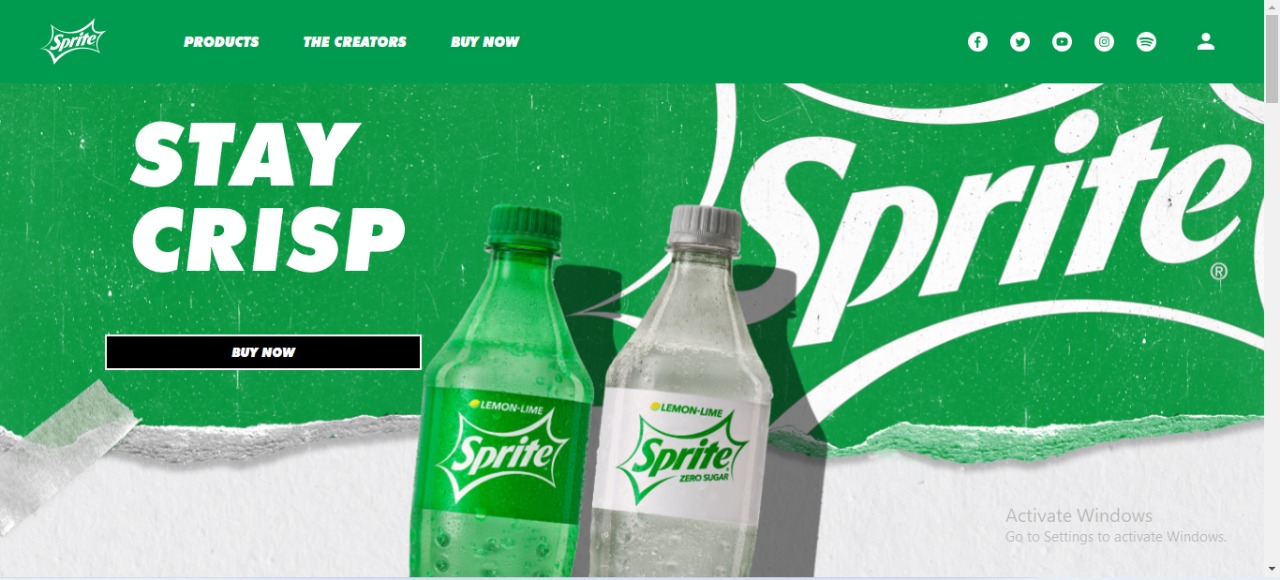 Sprite
PRODUCTS
THE CREATORS
BUY NOW
STAY
CRISP
Sprite
®
BUY NOW
LEMON-LIME
Sprite
LEMON-LIME
Sprite
ZERO SUGAR
Activate Windows
Go to Settings to activate Windows.